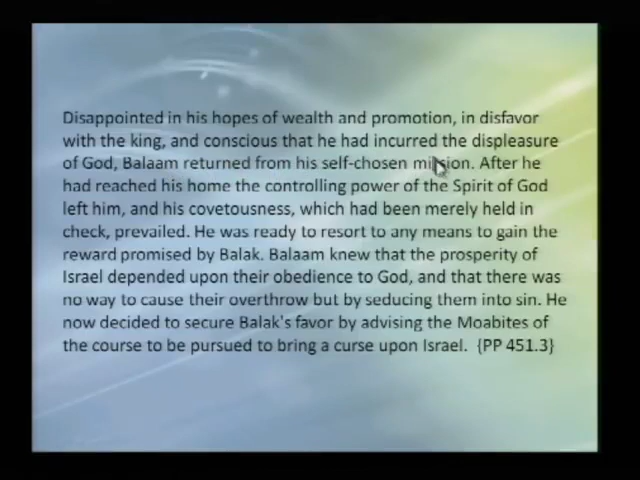 Disappointed in his hopes of wealth and promotion, in disfavor
with the king, and conscious that he had incurred the displeasure
of God, Balaam returned from his self-chosen mission. After he
had reached his home the controlling power of the Spirit of God
left him, and his covetousness, which had been merely held in
check, prevailed. He was ready to resort to any means to gain the
reward promised by Balak. Balaam knew that the prosperity of
Israel depended upon their obedience to God, and that there was
no way to cause their overthrow but by seducing them into sin. He
now decided to secure Balak's favor by advising the Moabites of
the course to be pursued to bring a curse upon Israel. {PP 451.3}